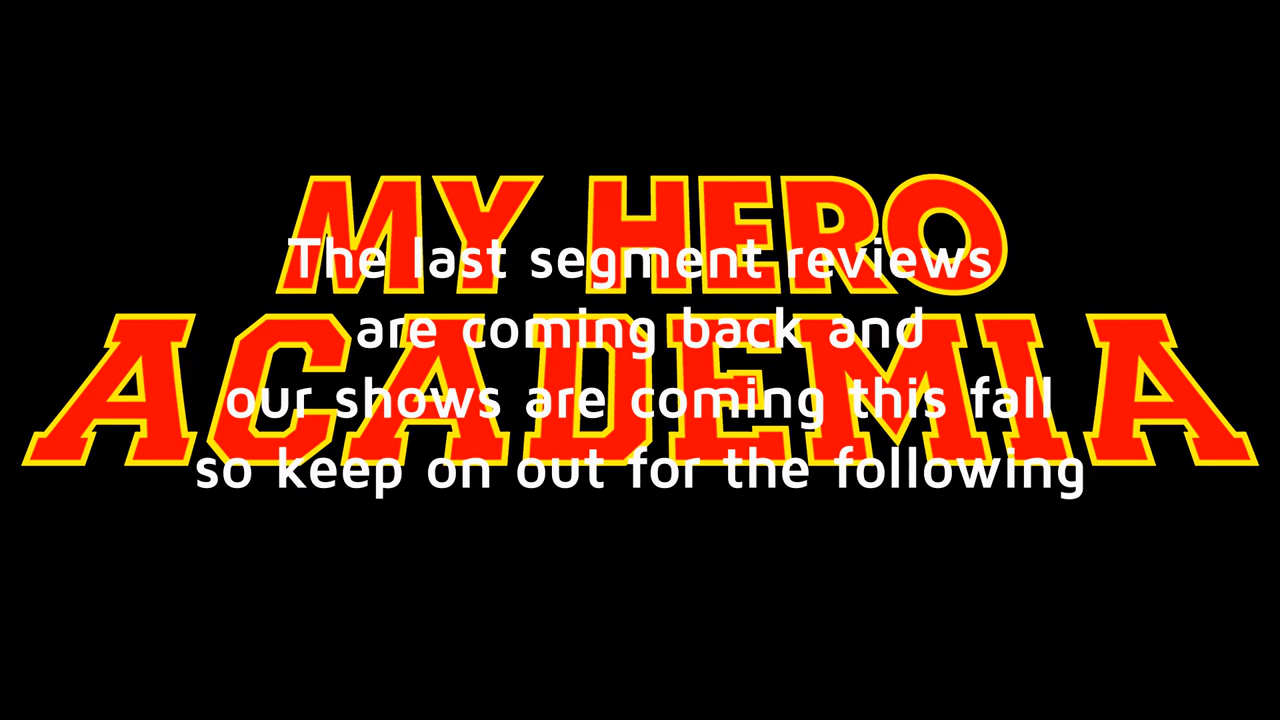 MY HERO
ACADEMIA
The last segment reviews
are coming back and
our shows are coming this fall
so keep on out for the following